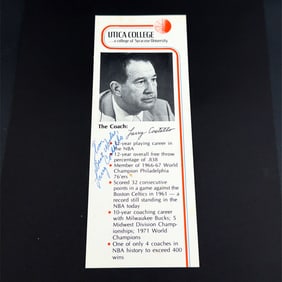 UTICA COLLEGE
a college of Syracuse University
The Coach: Larry Costello
• 12-year playing career in the NBA
• 12-year overall free throw percentage of .838
• Member of 1966-67 World Champion Philadelphia 76'ers
• Scored 32 consecutive points in a game against the Boston Celtics in 1961 — a record still standing in the NBA today
• 10-year coaching career with Milwaukee Bucks; 5 Midwest Division Championships; 1971 World Champions
• One of only 4 coaches in NBA history to exceed 400 wins
Larry Costello